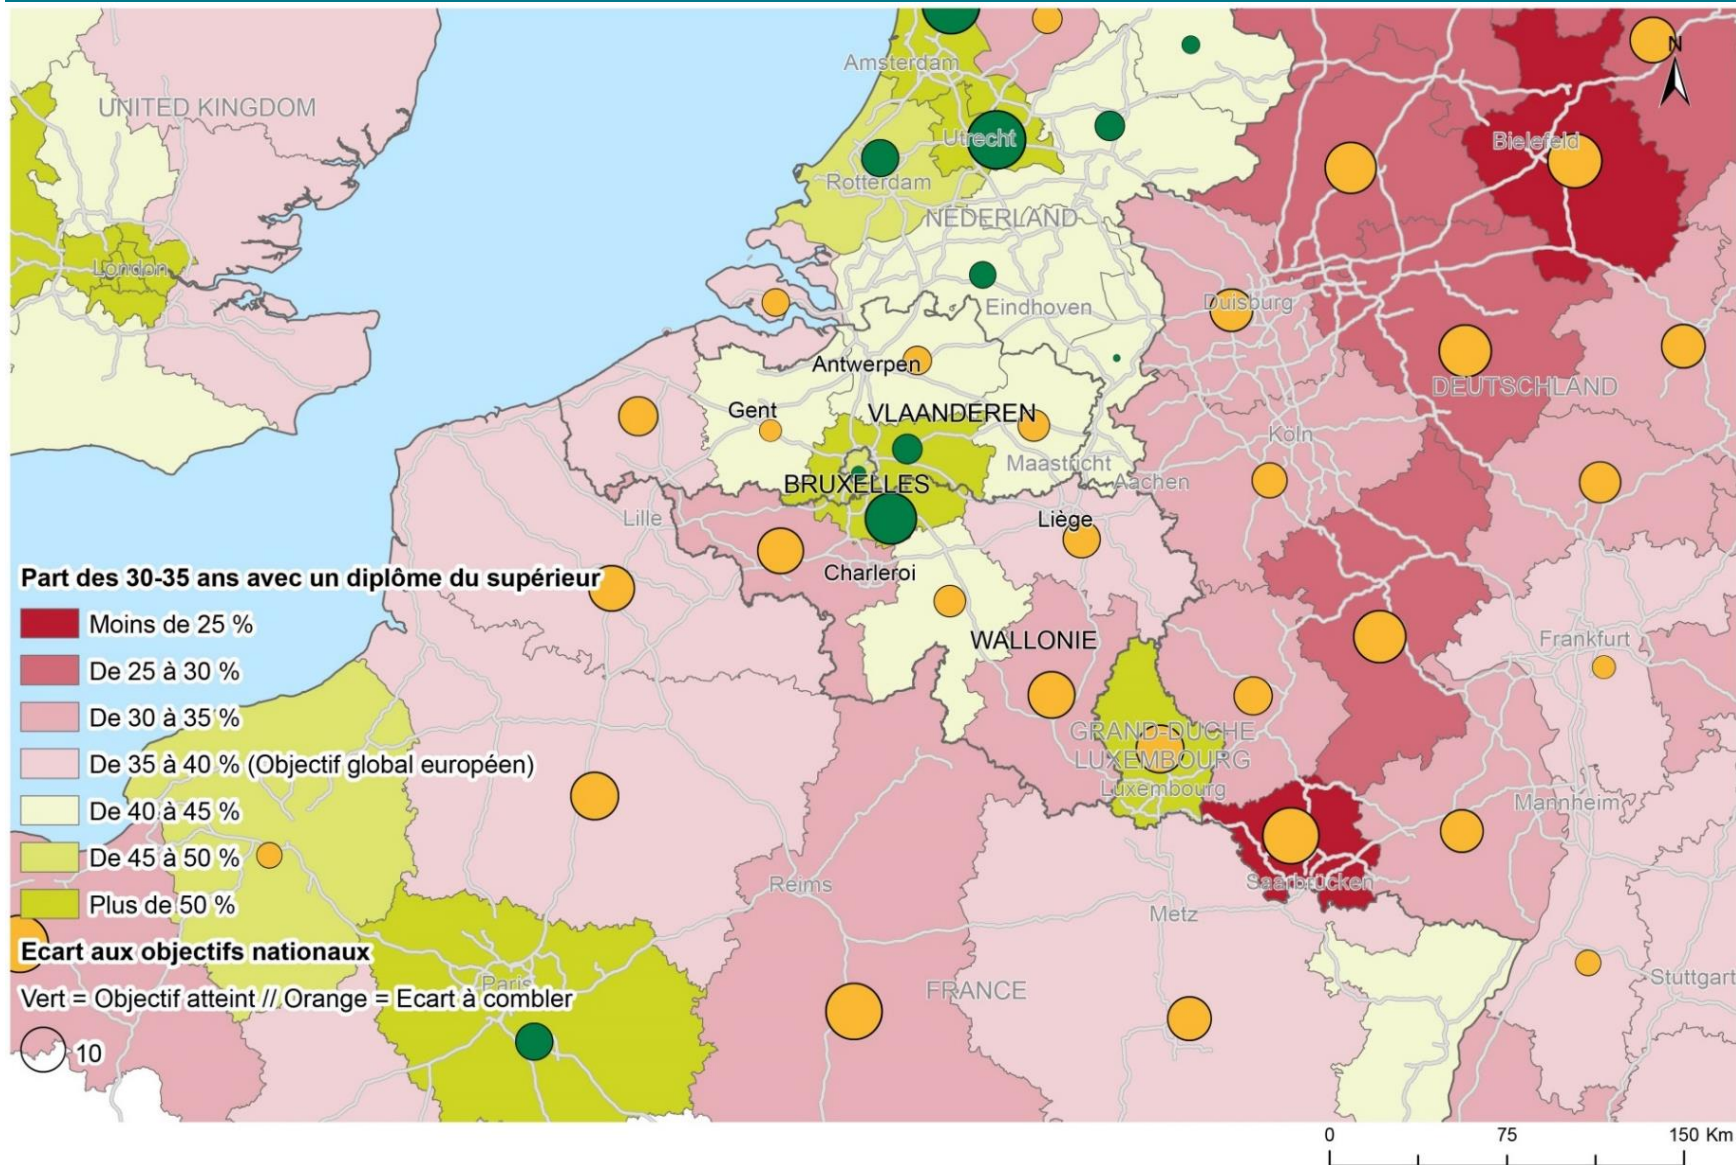 N
Amsterdam
UNITED KINGDOM
Utrecht
Bielefeld
Rotterdam
NEDERLAND
London
Duisburg
Eindhoven
Antwerpen
DEUTSCHLAND
Gent
VLAANDEREN
Köln
Maastricht
Aachen
BRUXELLES
Lille
Liège
Charleroi
WALLONIE
Frankfurt
GRAND-DUCHE
LUXEMBOURG
Luxembourg
Mannheim
Reims
Saarbrücken
Metz
Paris
FRANCE
Stuttgart
Part des 30-35 ans avec un diplôme du supérieur
Moins de 25 %
De 25 à 30 %
De 30 à 35 %
De 35 à 40 % (Objectif global européen)
De 40 à 45 %
De 45 à 50 %
Plus de 50 %
Ecart aux objectifs nationaux
Vert = Objectif atteint // Orange = Ecart à combler
10
0 75 150 Km